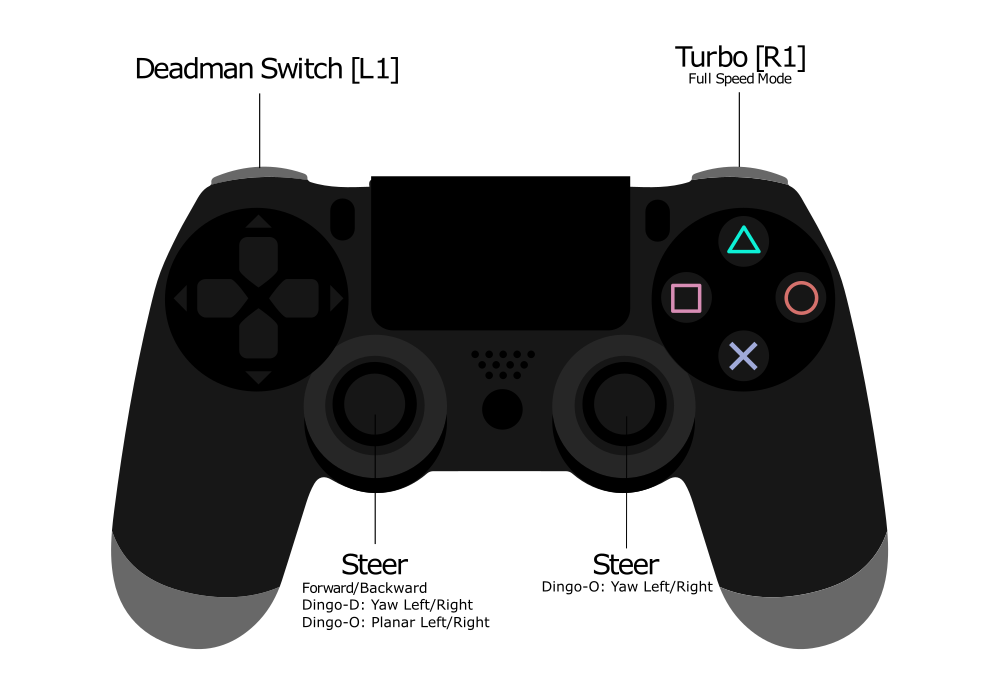 Deadman Switch [L1]
Turbo [R1]
Full Speed Mode
Steer
Forward/Backward
Dingo-D: Yaw Left/Right
Dingo-O: Planar Left/Right
Steer
Dingo-O: Yaw Left/Right